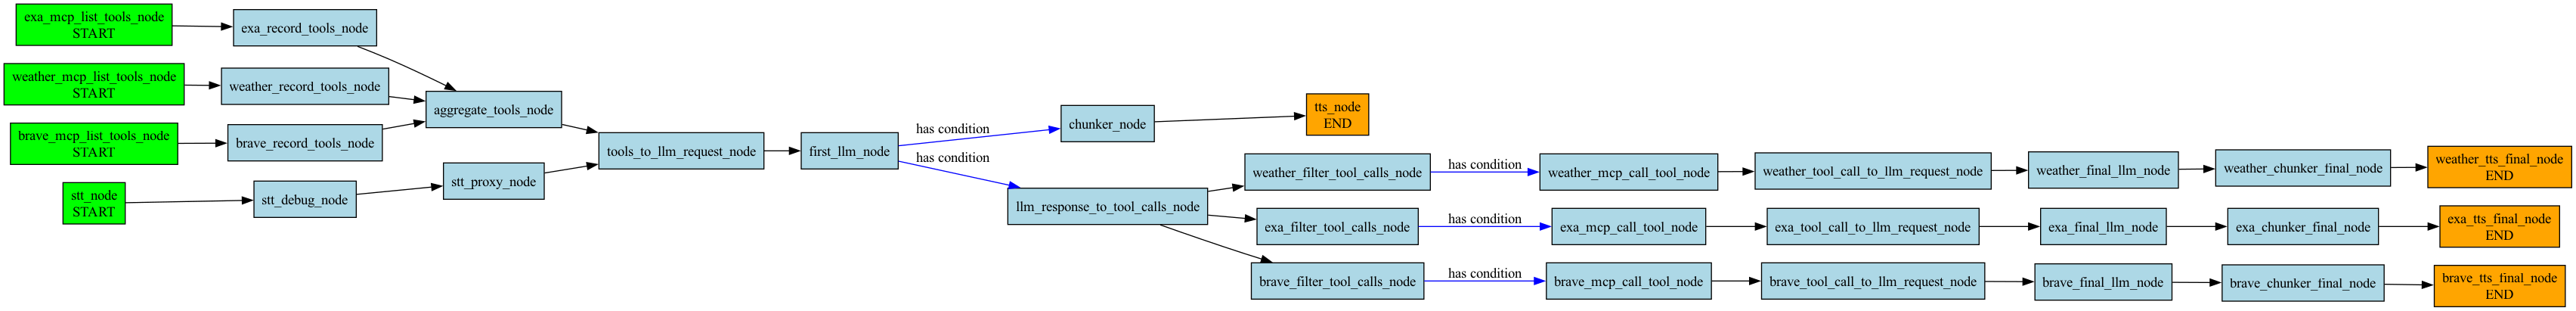 exa_mcp_list_tools_node
START
exa_record_tools_node
weather_mcp_list_tools_node
START
weather_record_tools_node
brave_mcp_list_tools_node
START
brave_record_tools_node
stt_node
START
stt_debug_node
stt_proxy_node
aggregate_tools_node
tools_to_llm_request_node
first_llm_node
has condition
has condition
chunker_node
tts_node
END
llm_response_to_tool_calls_node
weather_filter_tool_calls_node
has condition
weather_mcp_call_tool_node
weather_tool_call_to_llm_request_node
weather_final_llm_node
weather_chunker_final_node
weather_tts_final_node
END
exa_filter_tool_calls_node
has condition
exa_mcp_call_tool_node
exa_tool_call_to_llm_request_node
exa_final_llm_node
exa_chunker_final_node
exa_tts_final_node
END
brave_filter_tool_calls_node
has condition
brave_mcp_call_tool_node
brave_tool_call_to_llm_request_node
brave_final_llm_node
brave_chunker_final_node
brave_tts_final_node
END